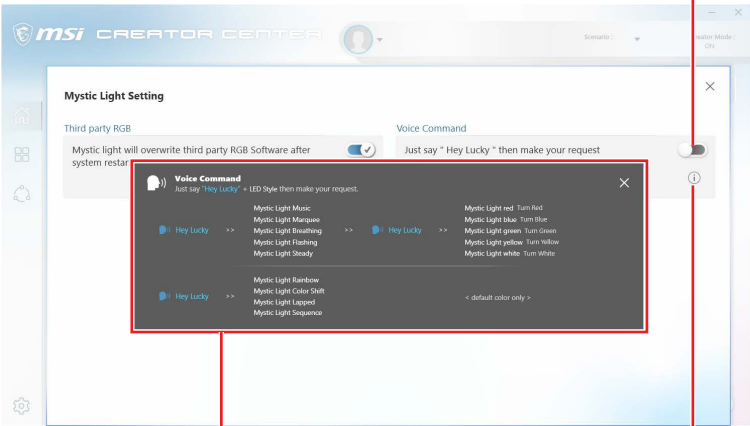 msi CREATOR CENTER
Scenario :
Creator Mode :
ON
Mystic Light Setting
Third party RGB
Voice Command
Mystic light will overwrite third party RGB Software after
system restar
Just say " Hey Lucky " then make your request
Voice Command
Just say "Hey Lucky" + LED Style then make your request.
Hey Lucky >>
Mystic Light Music
Mystic Light Marquee
Mystic Light Breathing
Mystic Light Flashing
Mystic Light Steady
>> Hey Lucky >>
Mystic Light red Turn Red
Mystic Light blue Turn Blue
Mystic Light green Turn Green
Mystic Light yellow Turn Yellow
Mystic Light white Turn White
Hey Lucky >>
Mystic Light Rainbow
Mystic Light Color Shift
Mystic Light Lapped
Mystic Light Sequence
< default color only >